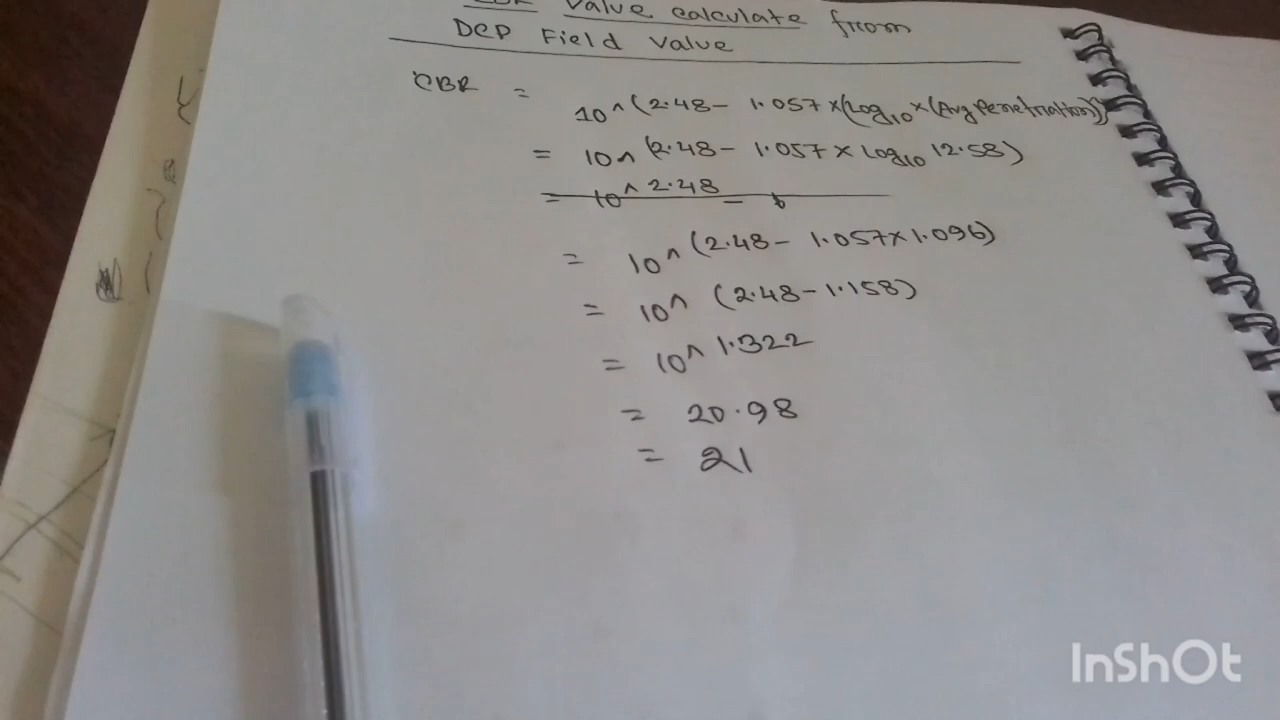 Value calculate from
DCP Field Value
CBR =
10^(2.48- 1.057×(Log10×(Avg Penetriation))
= 10^(2.48- 1.057×Log10 12.58)
= 10^2.48 -
= 10^(2.48- 1.057×1.096)
= 10^ (2.48-1.158)
= 10^1.322
= 20.98
= 21
InShOt